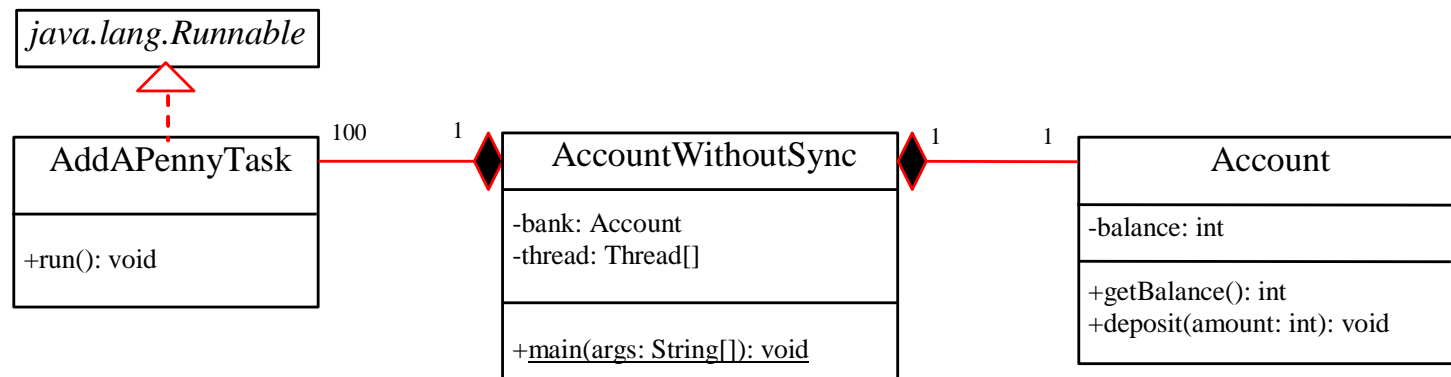 java.lang.Runnable
AddAPennyTask
+run(): void
100
1
AccountWithoutSync
-bank: Account
-thread: Thread[]
+main(args: String[]): void
1
1
Account
-balance: int
+getBalance(): int
+deposit(amount: int): void